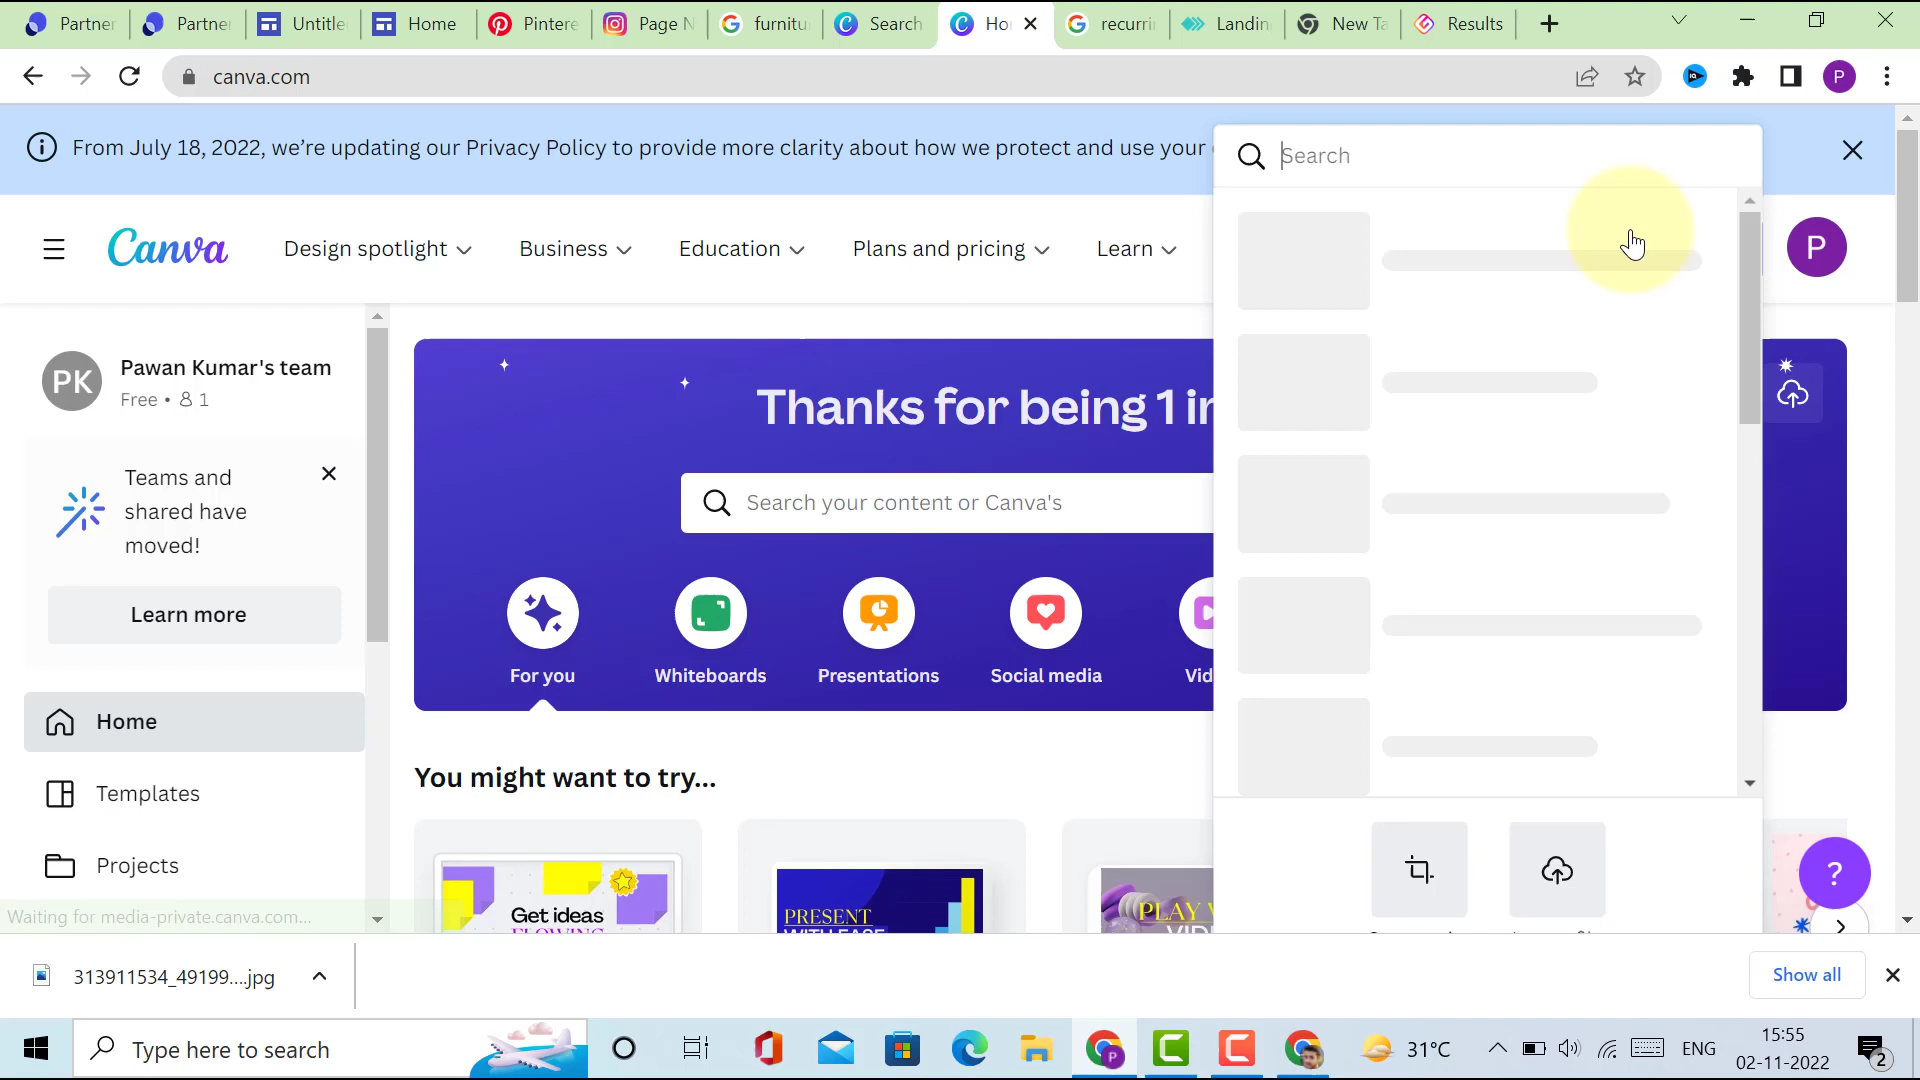 Partner
Partner
Untitle
Home
Pintere
Page N
furnitu
Search
Ho
recurri
Landin
New Ta
Results
canva.com
P
From July 18, 2022, we're updating our Privacy Policy to provide more clarity about how we protect and use your
Search
Canva
Design spotlight
Business
Education
Plans and pricing
Learn
P
PK
Pawan Kumar's team
Free • 1
Teams and
shared have
moved!
Learn more
Home
Templates
Projects
Thanks for being 1 in
Search your content or Canva's
For you
Whiteboards
Presentations
Social media
Vid
You might want to try...
Get ideas
FLOWING
PRESENT
WITH EASE
PLAY W
VID
?
Waiting for media-private.canva.com...
313911534_49199....jpg
Show all
Type here to search
31°C
ENG
15:55
02-11-2022
2